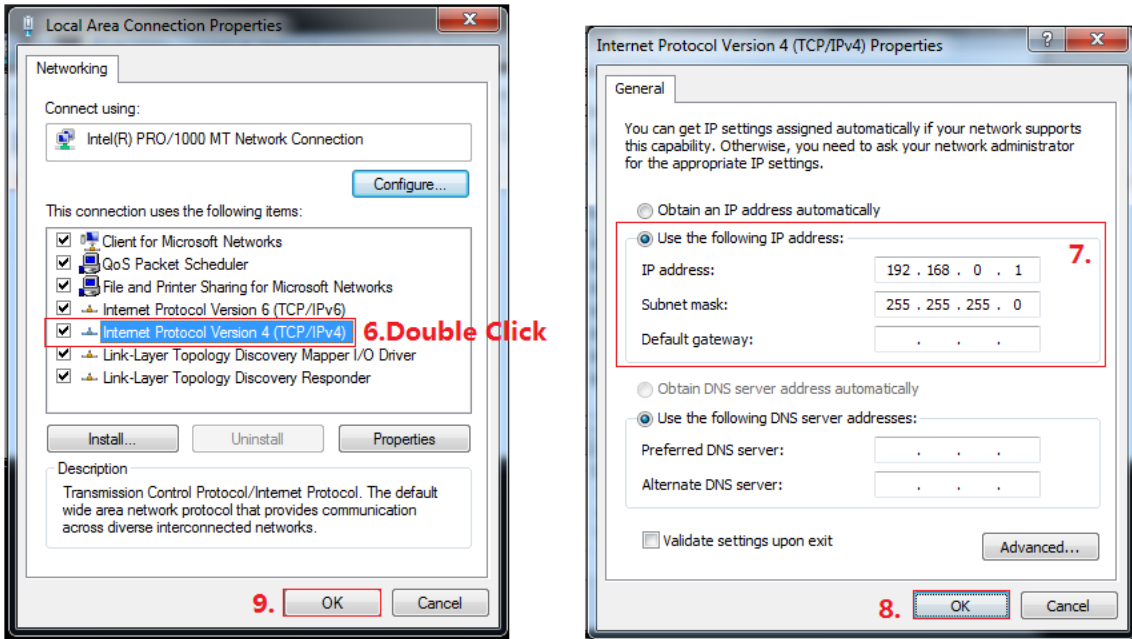 Local Area Connection Properties
Networking
Connect using:
Intel(R) PRO/1000 MT Network Connection
Configure...
This connection uses the following items:
Client for Microsoft Networks
QoS Packet Scheduler
File and Printer Sharing for Microsoft Networks
Internet Protocol Version 6 (TCP/IPv6)
Internet Protocol Version 4 (TCP/IPv4)
6.Double Click
Link-Layer Topology Discovery Mapper I/O Driver
Link-Layer Topology Discovery Responder
Install...
Uninstall
Properties
Description
Transmission Control Protocol/Internet Protocol. The default
wide area network protocol that provides communication
across diverse interconnected networks.
9.
OK
Cancel
Internet Protocol Version 4 (TCP/IPv4) Properties
?
General
You can get IP settings assigned automatically if your network supports
this capability. Otherwise, you need to ask your network administrator
for the appropriate IP settings.
Obtain an IP address automatically
Use the following IP address:
7.
IP address:
192 . 168 . 0 . 1
Subnet mask:
255 . 255 . 255 . 0
Default gateway:
. . .
Obtain DNS server address automatically
Use the following DNS server addresses:
Preferred DNS server:
. . .
Alternate DNS server:
. . .
Validate settings upon exit
Advanced...
8.
OK
Cancel